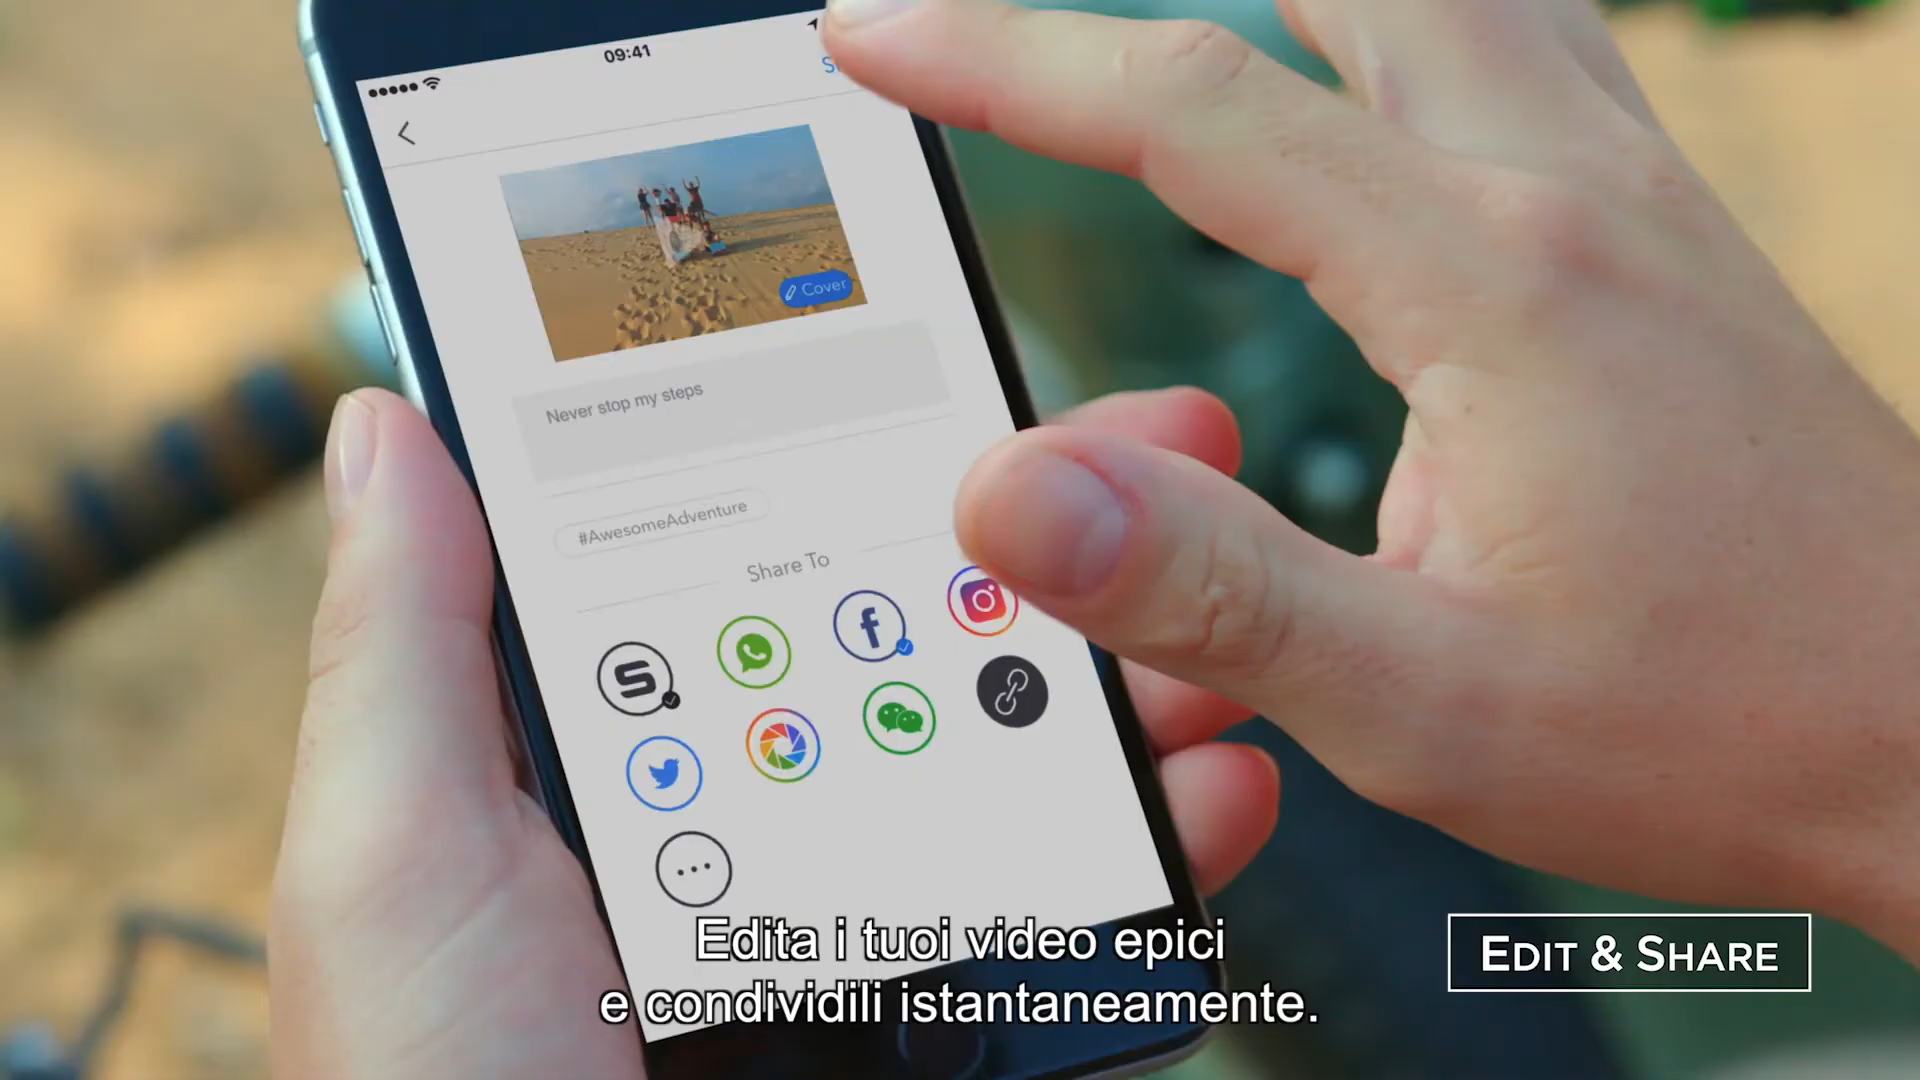 09:41
Cover
Never stop my steps
#AwesomeAdventure
Share To
Edita i tuoi video epici
e condividili istantaneamente.
EDIT & SHARE